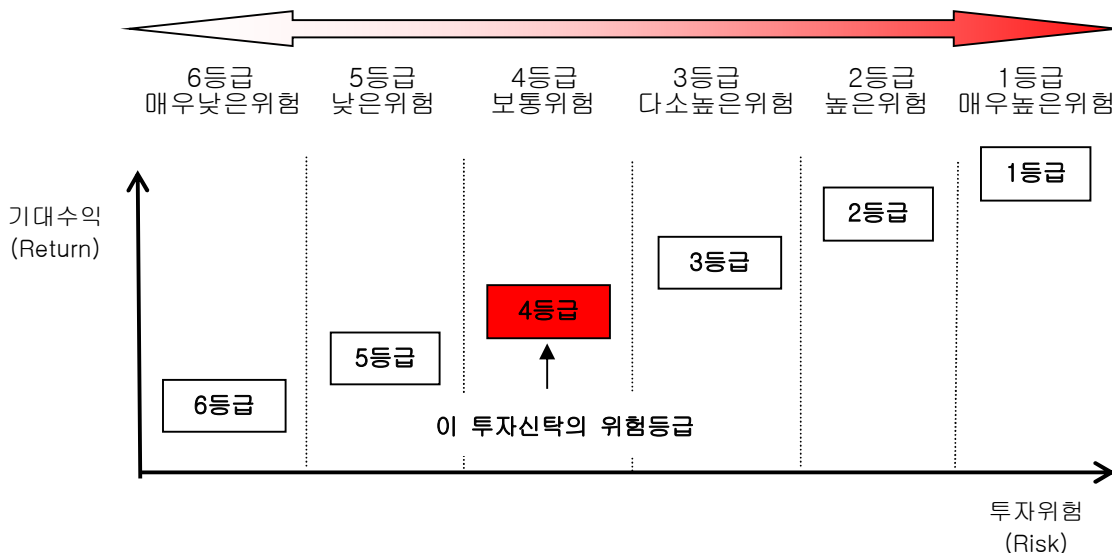 6등급 5등급 4등급 3등급 2등급 1등급
매우낮은위험 낮은위험 보통위험 다소높은위험 높은위험 매우높은위험
1등급
2등급
기대수익
(Return)
3등급
4등급
5등급
6등급
이 투자신탁의 위험등급
투자위험
(Risk)